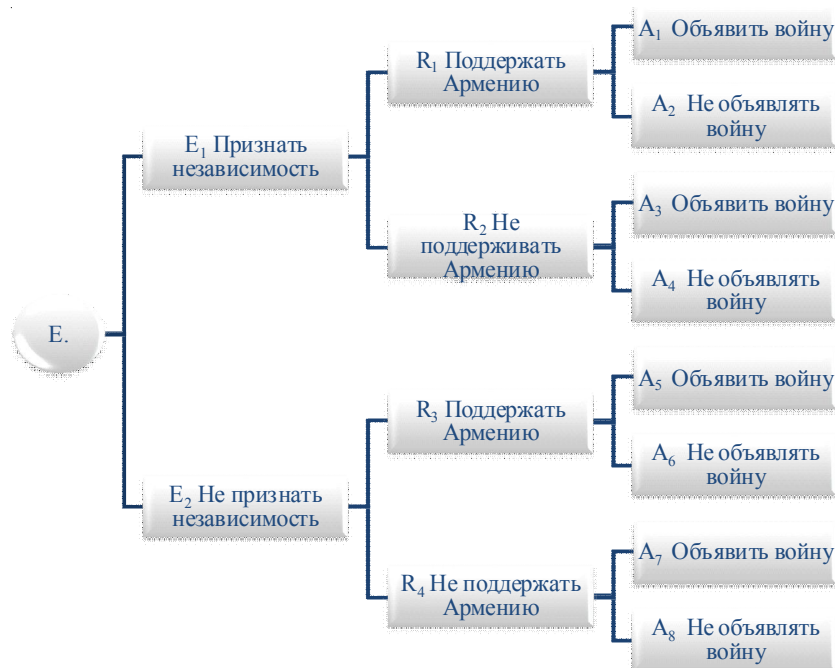 E.
E₁ Признать
независимость
R₁ Поддержать
Армению
A₁ Объявить войну
A₂ Не объявлять
войну
R₂ Не
поддерживать
Армению
A₃ Объявить войну
A₄ Не объявлять
войну
E₂ Не признать
независимость
R₃ Поддержать
Армению
A₅ Объявить войну
A₆ Не объявлять
войну
R₄ Не поддержать
Армению
A₇ Объявить войну
A₈ Не объявлять
войну